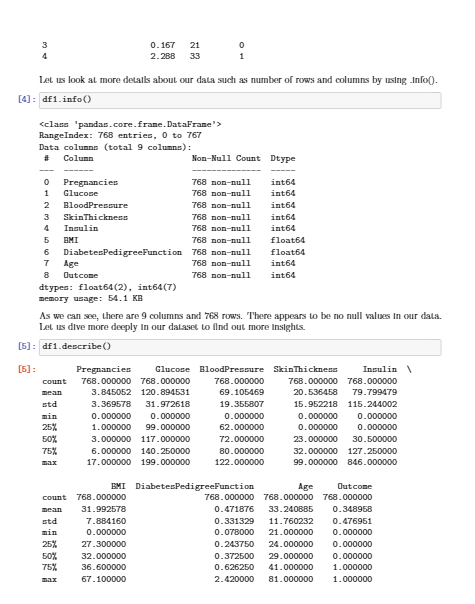 3 0.167 21 0
4 2.288 33 1
Let us look at more details about our data such as number of rows and columns by using .info().
[4]: df1.info()
<class 'pandas.core.frame.DataFrame'>
RangeIndex: 768 entries, 0 to 767
Data columns (total 9 columns):
# Column Non-Null Count Dtype
--- ------ -------------- -----
0 Pregnancies 768 non-null int64
1 Glucose 768 non-null int64
2 BloodPressure 768 non-null int64
3 SkinThickness 768 non-null int64
4 Insulin 768 non-null int64
5 BMI 768 non-null float64
6 DiabetesPedigreeFunction 768 non-null float64
7 Age 768 non-null int64
8 Outcome 768 non-null int64
dtypes: float64(2), int64(7)
memory usage: 54.1 KB
As we can see, there are 9 columns and 768 rows. There appears to be no null values in our data.
Let us dive more deeply in our dataset to find out more insights.
[5]: df1.describe()
[5]: Pregnancies Glucose BloodPressure SkinThickness Insulin \
count 768.000000 768.000000 768.000000 768.000000 768.000000
mean 3.845052 120.894531 69.105469 20.536458 79.799479
std 3.369578 31.972618 19.355807 15.952218 115.244002
min 0.000000 0.000000 0.000000 0.000000 0.000000
25% 1.000000 99.000000 62.000000 0.000000 0.000000
50% 3.000000 117.000000 72.000000 23.000000 30.500000
75% 6.000000 140.250000 80.000000 32.000000 127.250000
max 17.000000 199.000000 122.000000 99.000000 846.000000
BMI DiabetesPedigreeFunction Age Outcome
count 768.000000 768.000000 768.000000 768.000000
mean 31.992578 0.471876 33.240885 0.348958
std 7.884160 0.331329 11.760232 0.476951
min 0.000000 0.078000 21.000000 0.000000
25% 27.300000 0.243750 24.000000 0.000000
50% 32.000000 0.372500 29.000000 0.000000
75% 36.600000 0.626250 41.000000 1.000000
max 67.100000 2.420000 81.000000 1.000000